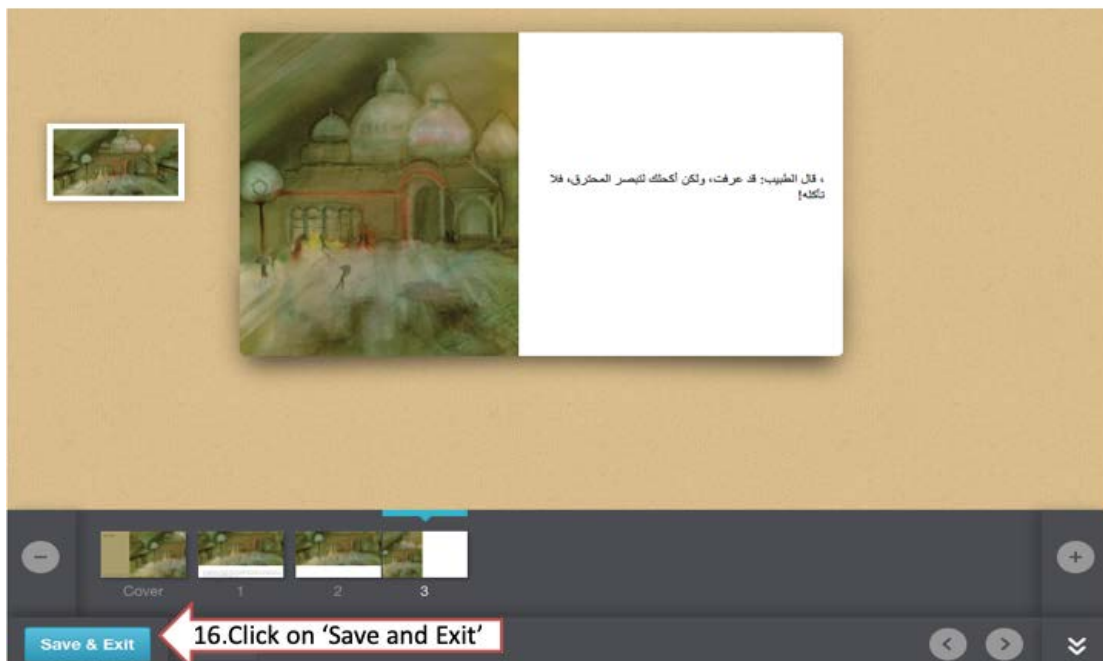 ، قال الطبيب: قد عرفت، ولكن أكحلك لتبصر المحترق، فلا
تأكله!
Cover
1
2
3
Save & Exit
16.Click on ‘Save and Exit’